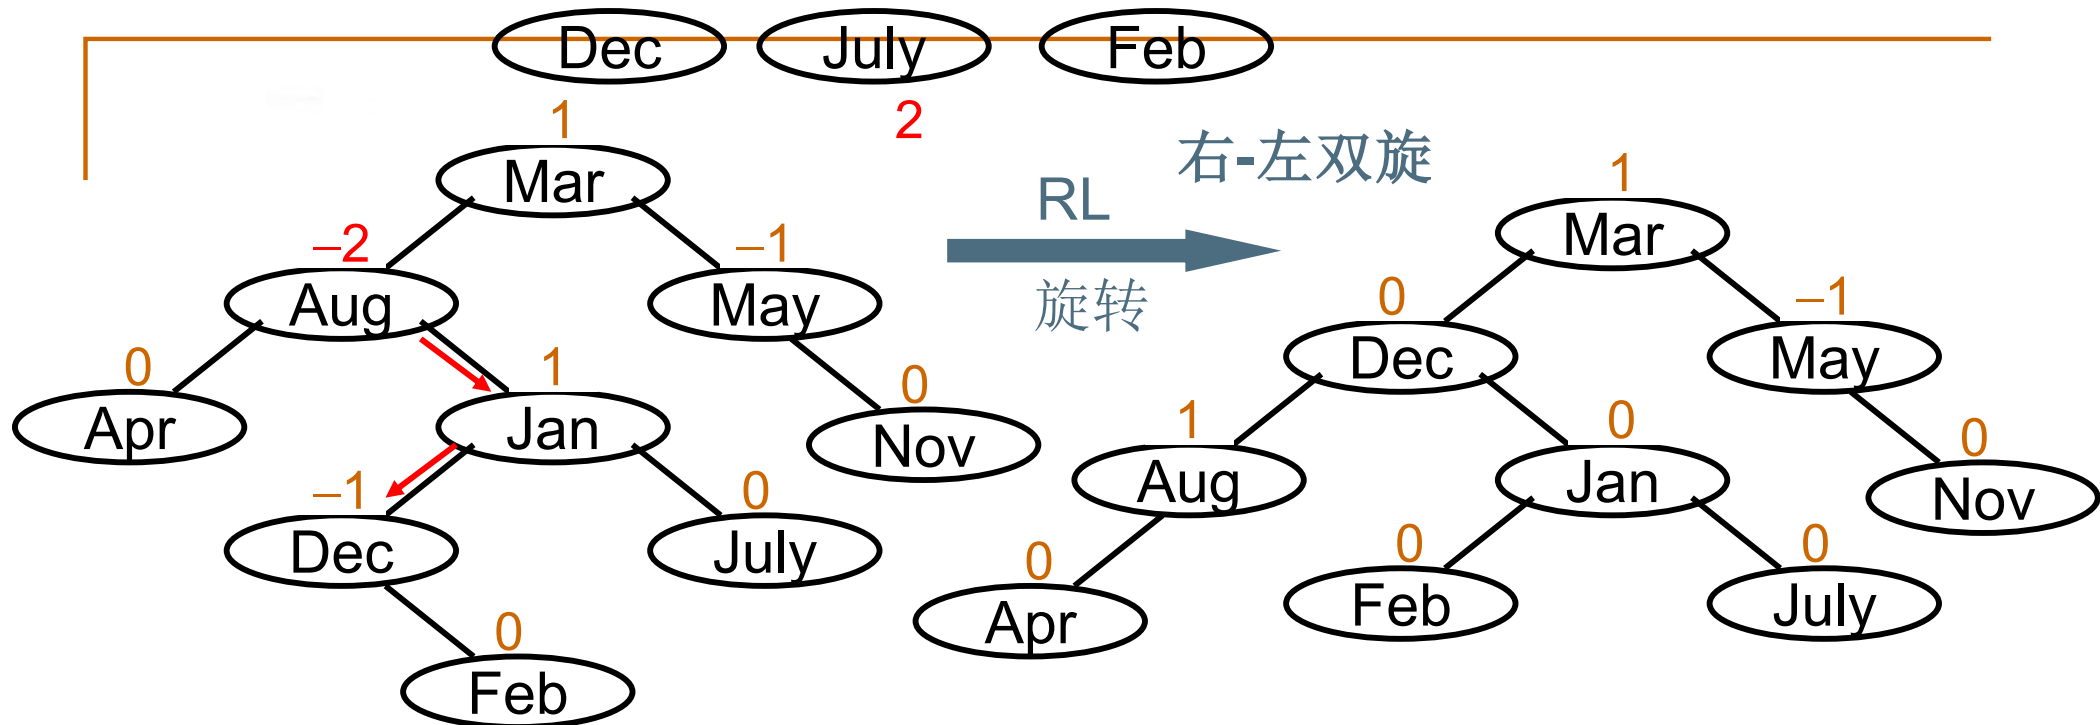 Dec July Feb
1 2
Mar
右-左双旋
RL
1
Mar
–2 –1
Aug May
旋转
0 –1
Dec May
0 1 0
Apr Jan Nov
1 0 0
Aug Jan Nov
–1 0
Dec July
0 0 0
Apr Feb July
0
Feb